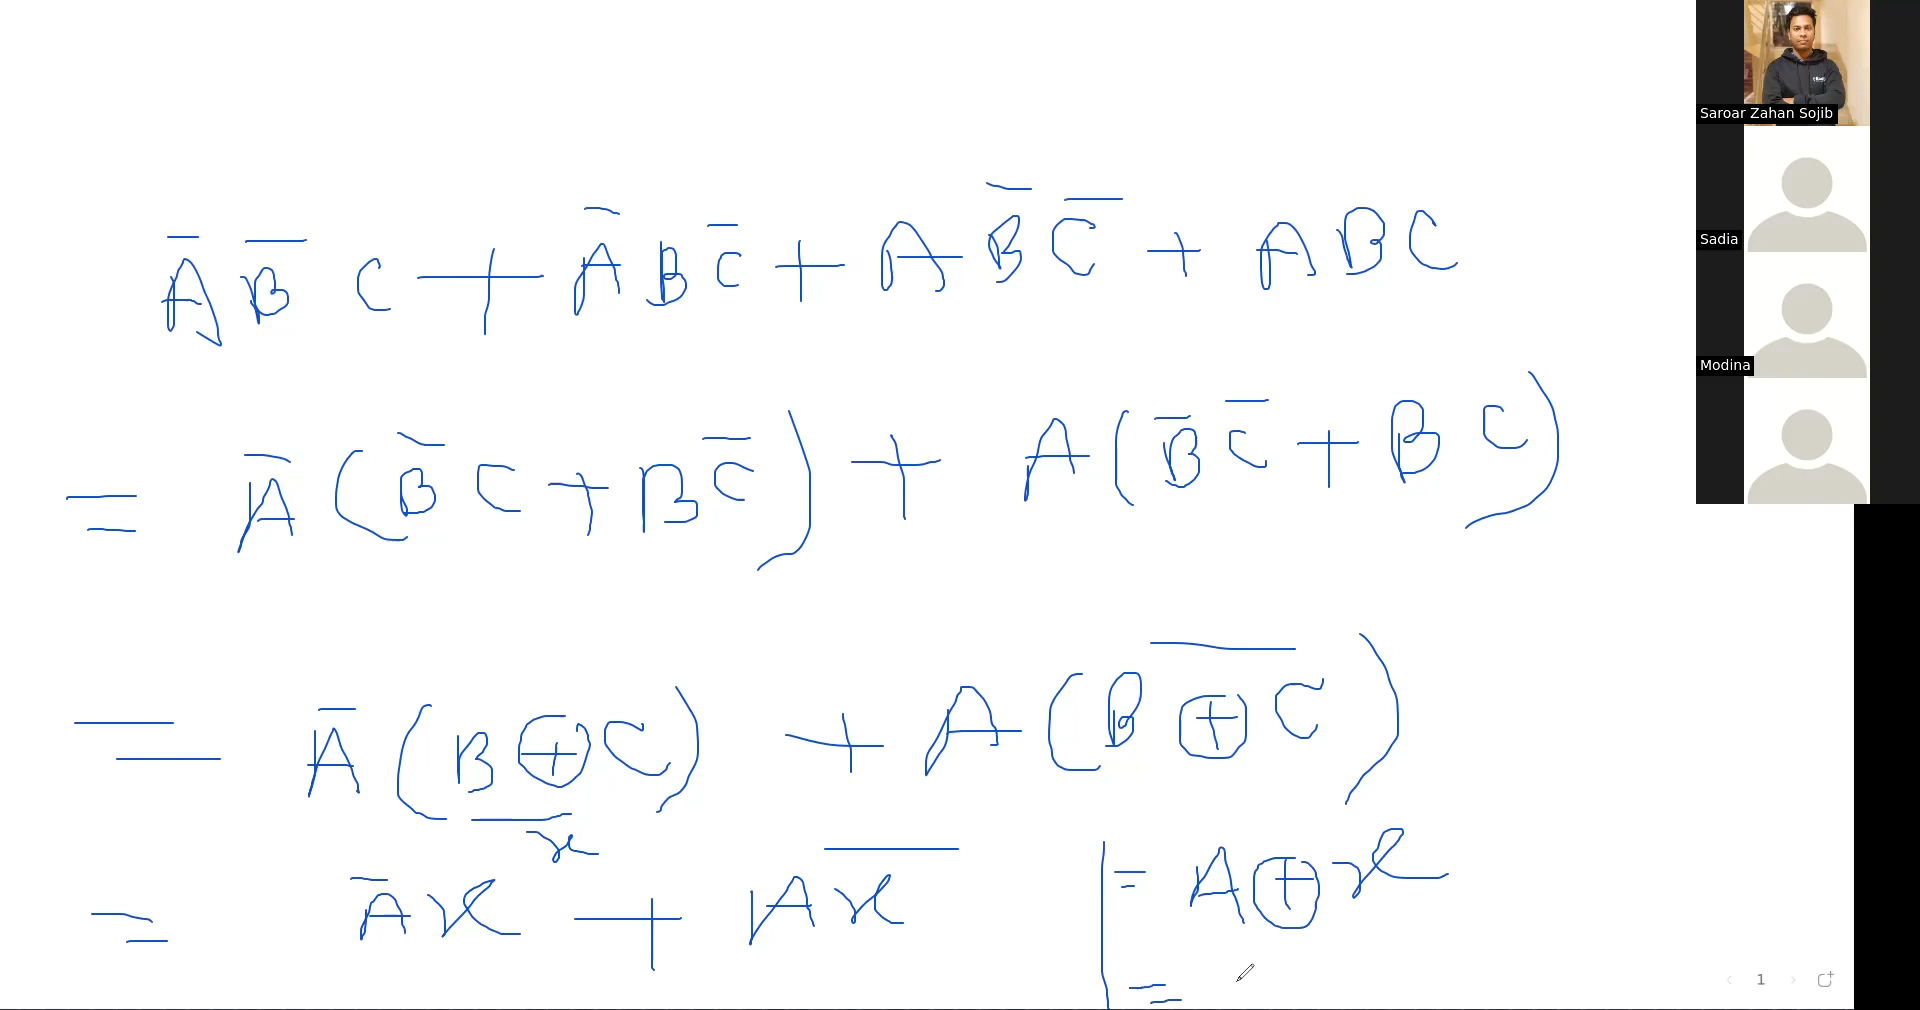 A̅ B̅ C + A̅ B C̅ + A B̅ C̅ + A B C
= A̅ (B̅ C + B C̅) + A (B̅ C̅ + B C)
= A̅ (B ⊕ C) + A (B̅ ̅⊕̅ ̅C̅)
x
= A̅ x + A x̅
= A ⊕ x
=
Saroar Zahan Sojib
Sadia
Modina
1